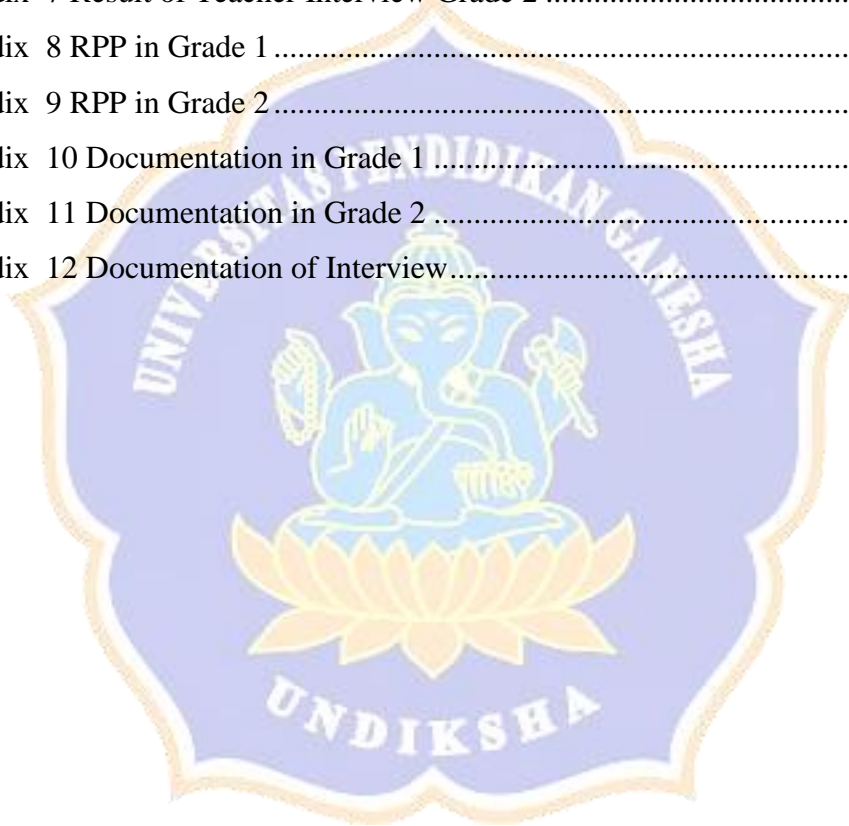 dix 7 Result of Teacher Interview Grade 2 ..............................
dix 8 RPP in Grade 1 ..............................
dix 9 RPP in Grade 2 ..............................
dix 10 Documentation in Grade 1 ..............................
dix 11 Documentation in Grade 2 ..............................
dix 12 Documentation of Interview..............................
UNIVERSITAS PENDIDIKAN GANESHA
UNDIKSHA